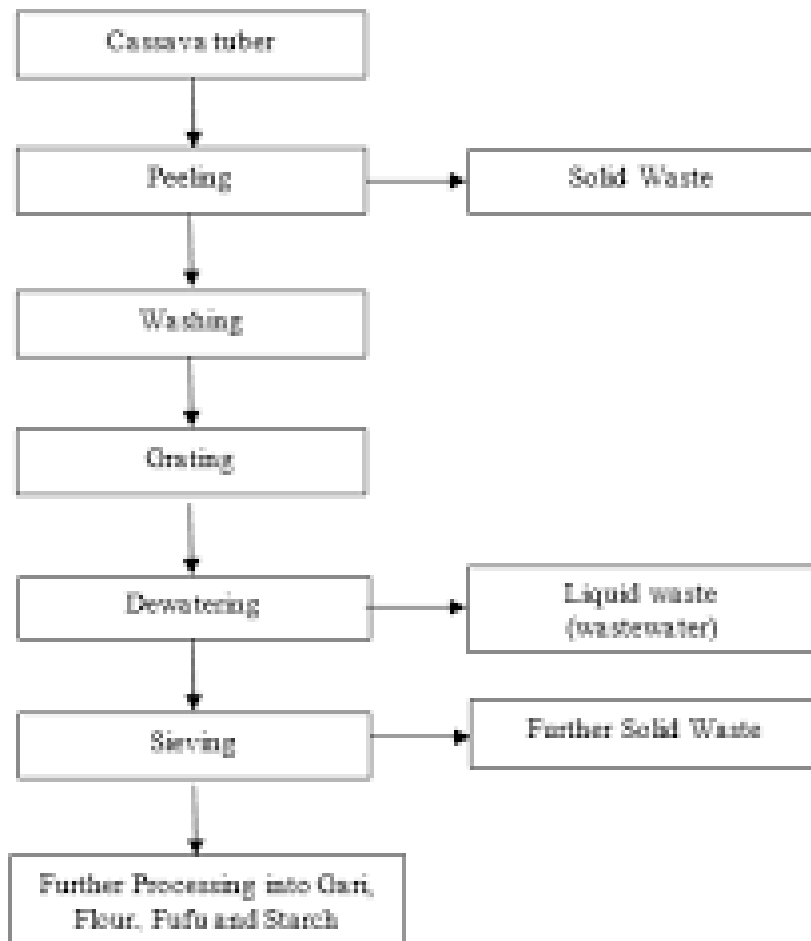 Cassava tuber
Peeling
Solid Waste
Washing
Grating
Dewatering
Liquid waste
(wastewater)
Sieving
Further Solid Waste
Further Processing into Gari,
Flour, Fufu and Starch